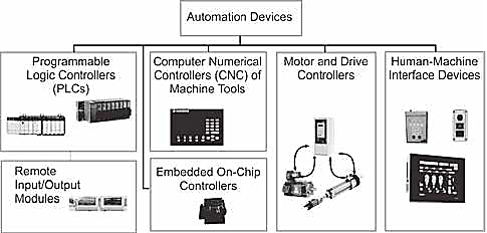 Automation Devices
Programmable
Logic Controllers
(PLCs)
Computer Numerical
Controllers (CNC) of
Machine Tools
Motor and Drive
Controllers
Human-Machine
Interface Devices
Remote
Input/Output
Modules
Embedded On-Chip
Controllers